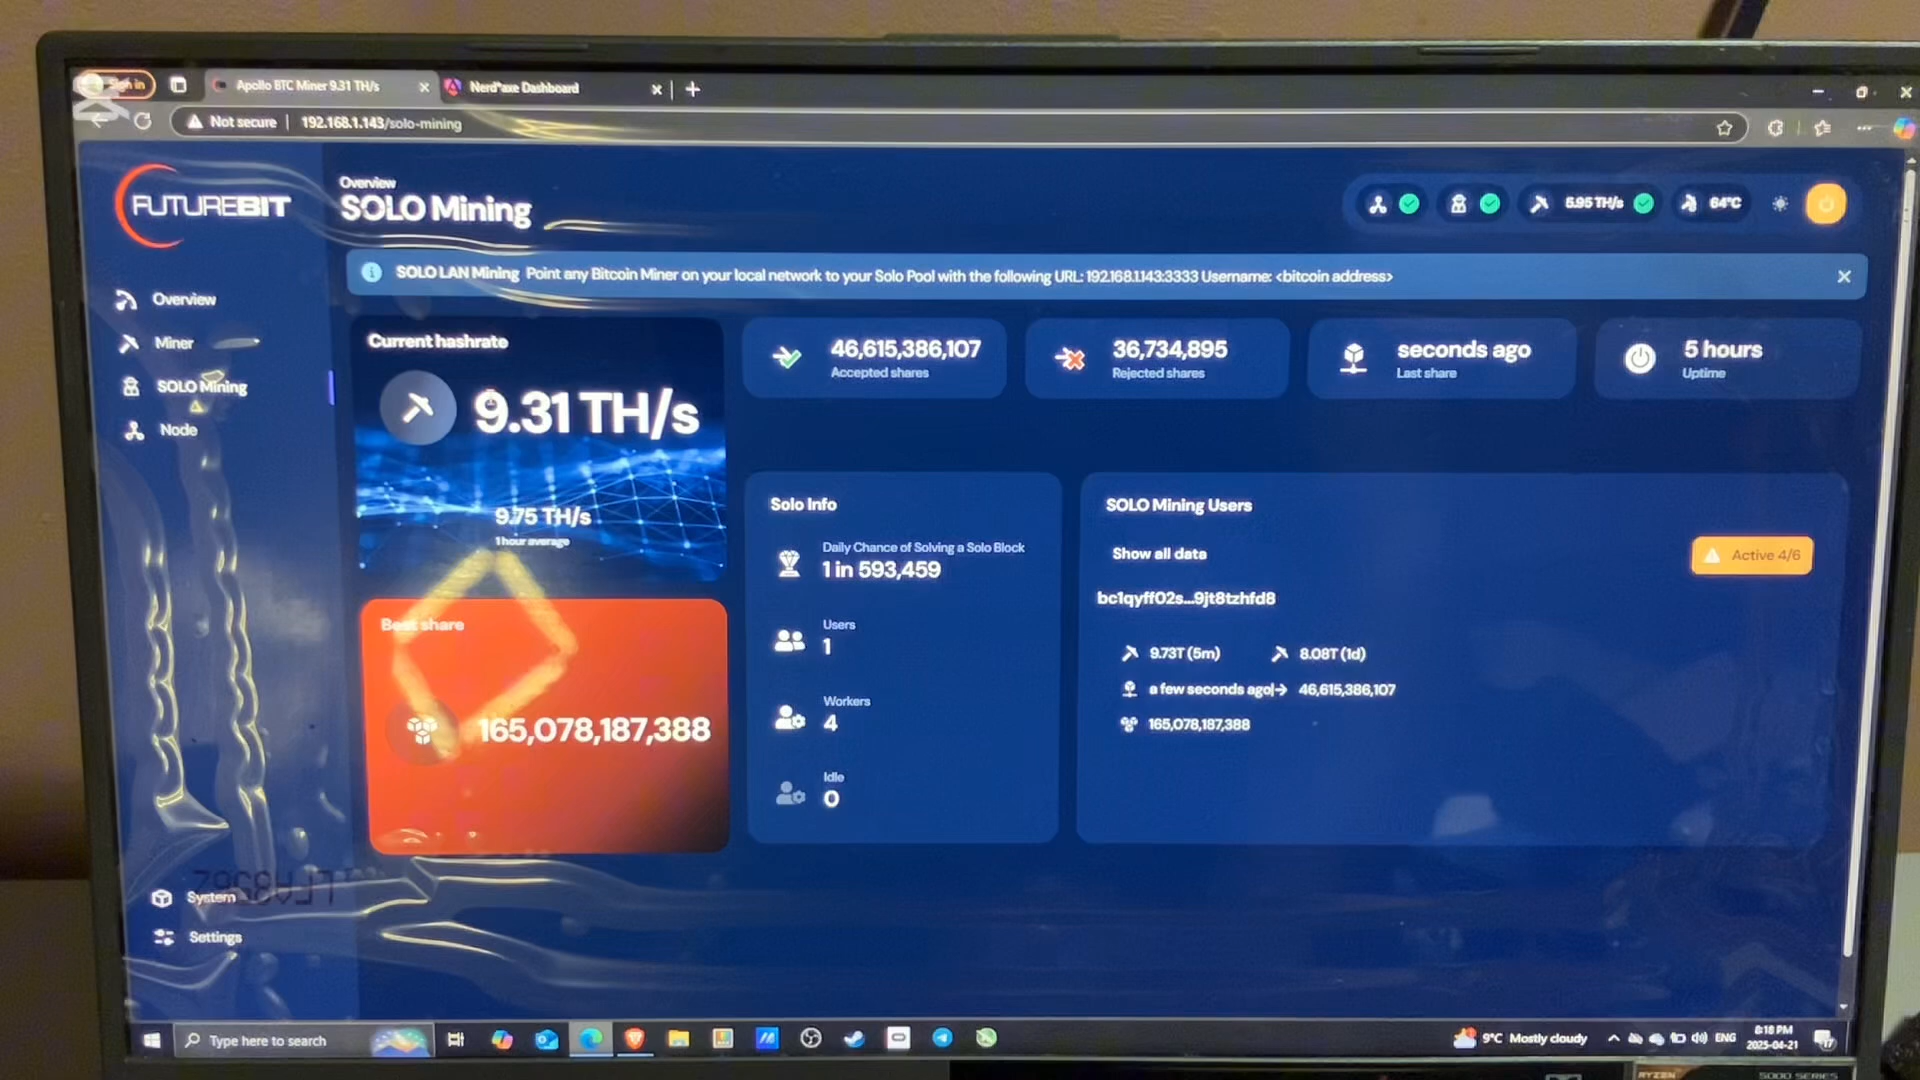 Sign in
Apollo BTC Miner 9.31 TH/s
Nerd*axe Dashboard
Not secure
192.168.1.143/solo-mining
FUTUREBIT
Overview
SOLO Mining
5.95 TH/s
64°C
SOLO LAN Mining Point any Bitcoin Miner on your local network to your Solo Pool with the following URL: 192.168.1.143:3333 Username: <bitcoin address>
Overview
Miner
SOLO Mining
Node
System
Settings
Current hashrate
9.31 TH/s
9.75 TH/s
1 hour average
Best share
165,078,187,388
46,615,386,107
Accepted shares
36,734,895
Rejected shares
seconds ago
Last share
5 hours
Uptime
Solo Info
Daily Chance of Solving a Solo Block
1 in 593,459
Users
1
Workers
4
Idle
0
SOLO Mining Users
Show all data
Active 4/6
bc1qyff02s...9jt8tzhfd8
9.73T (5m)
8.08T (1d)
a few seconds ago
46,615,386,107
165,078,187,388
Type here to search
9°C Mostly cloudy
ENG
8:18 PM
2025-04-21
17
RYZEN
5000 SERIES